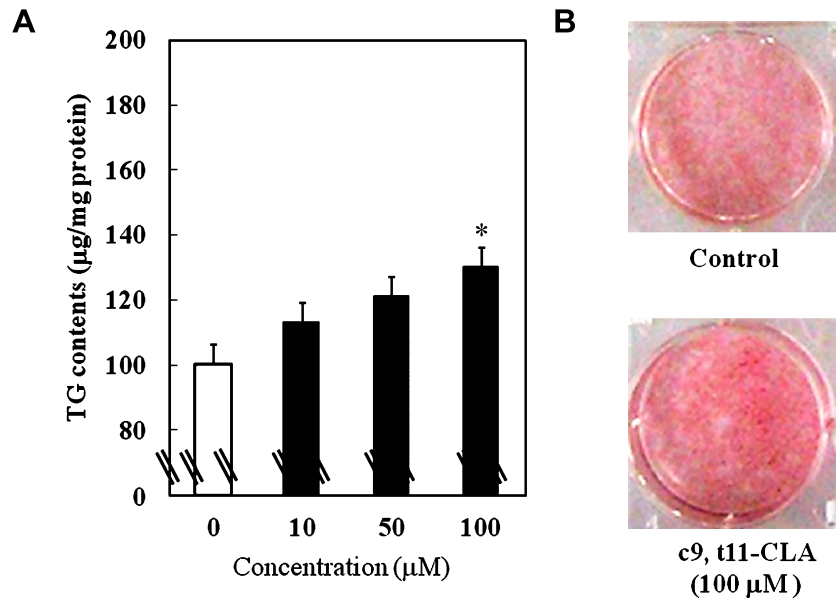 A
B
200
180
160
140
120
100
80
0
TG contents (μg/mg protein)
*
0 10 50 100
Concentration (μM)
Control
c9, t11-CLA
(100 μM )